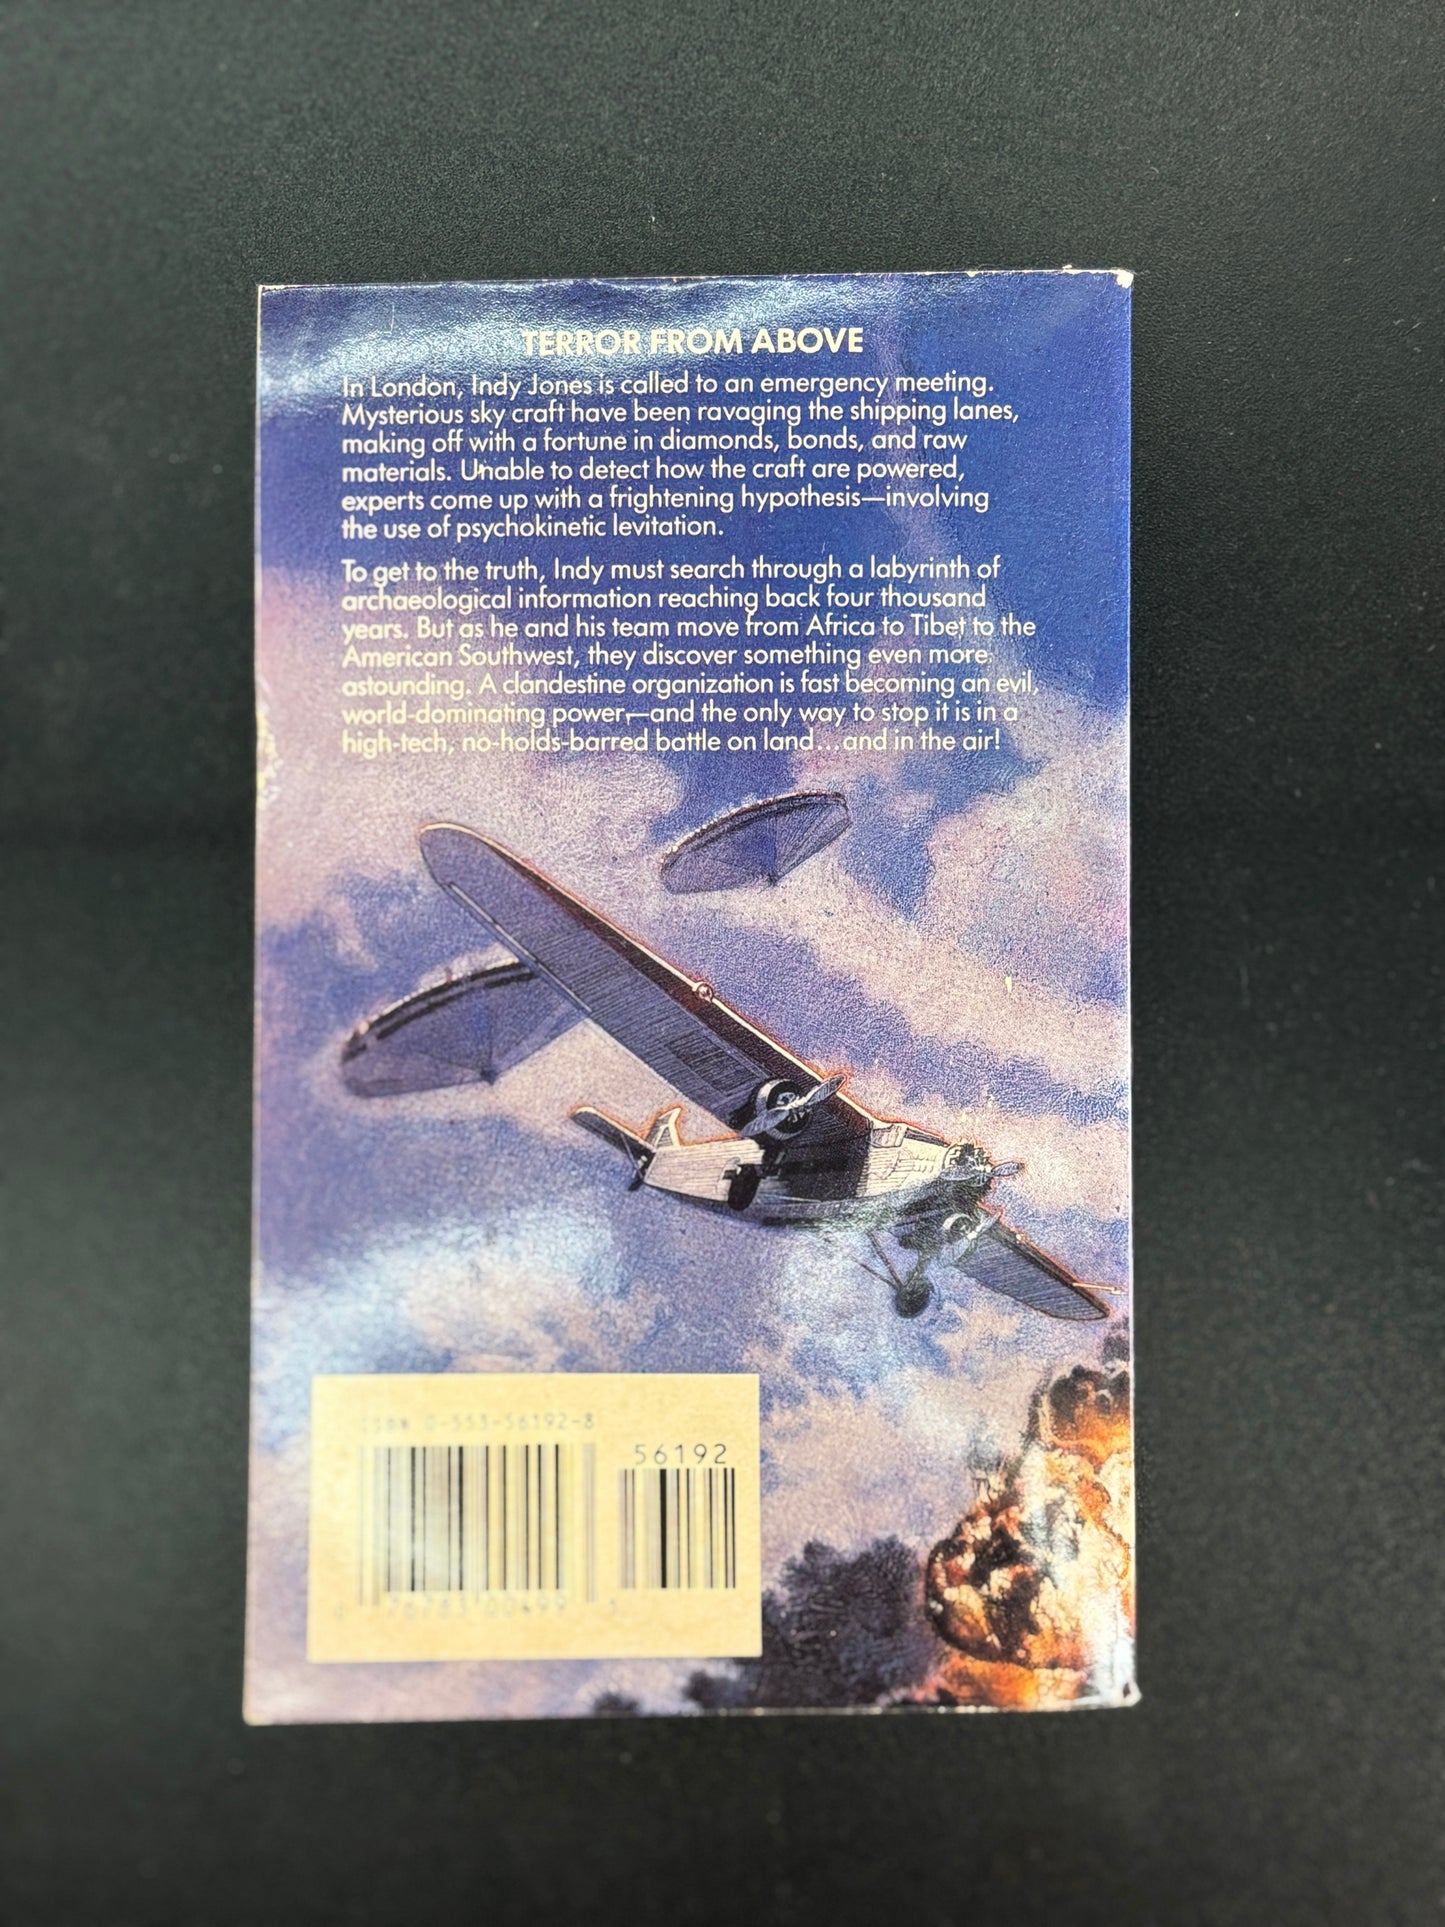 TERROR FROM ABOVE
In London, Indy Jones is called to an emergency meeting.
Mysterious sky craft have been ravaging the shipping lanes,
making off with a fortune in diamonds, bonds, and raw
materials. Unable to detect how the craft are powered,
experts come up with a frightening hypothesis—involving
the use of psychokinetic levitation.
To get to the truth, Indy must search through a labyrinth of
archaeological information reaching back four thousand
years. But as he and his team move from Africa to Tibet to the
American Southwest, they discover something even more
astounding. A clandestine organization is fast becoming an evil,
world-dominating power—and the only way to stop it is in a
high-tech, no-holds-barred battle on land...and in the air!
ISBN 0-553-56192-8
56192
0 76783 00499 5